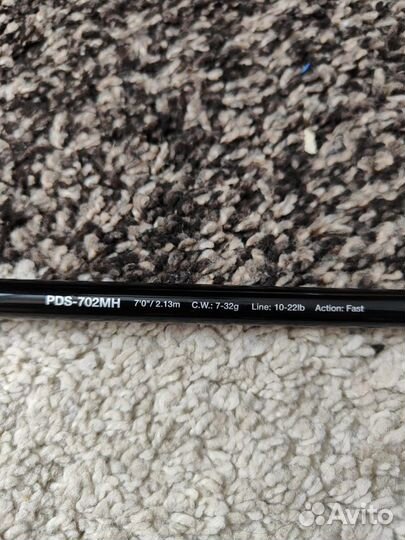 PDS-702MH 7'0"/ 2.13m C.W.: 7-32g Line: 10-22lb Action: Fast
Avito